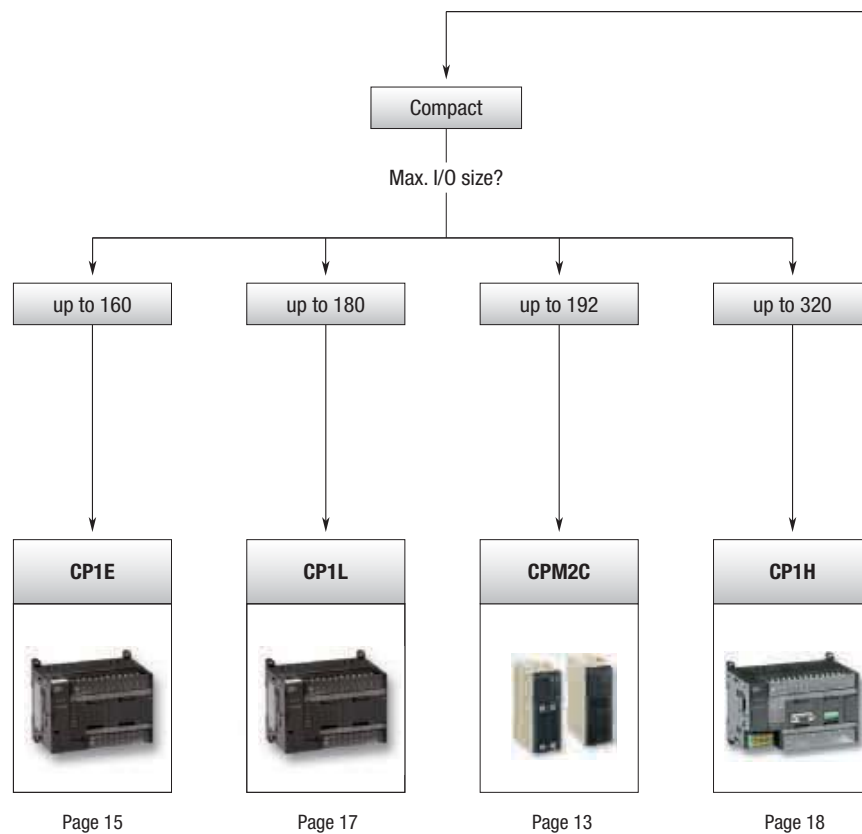 Compact
Max. I/O size?
up to 160
up to 180
up to 192
up to 320
CP1E
CP1L
CPM2C
CP1H
Page 15
Page 17
Page 13
Page 18